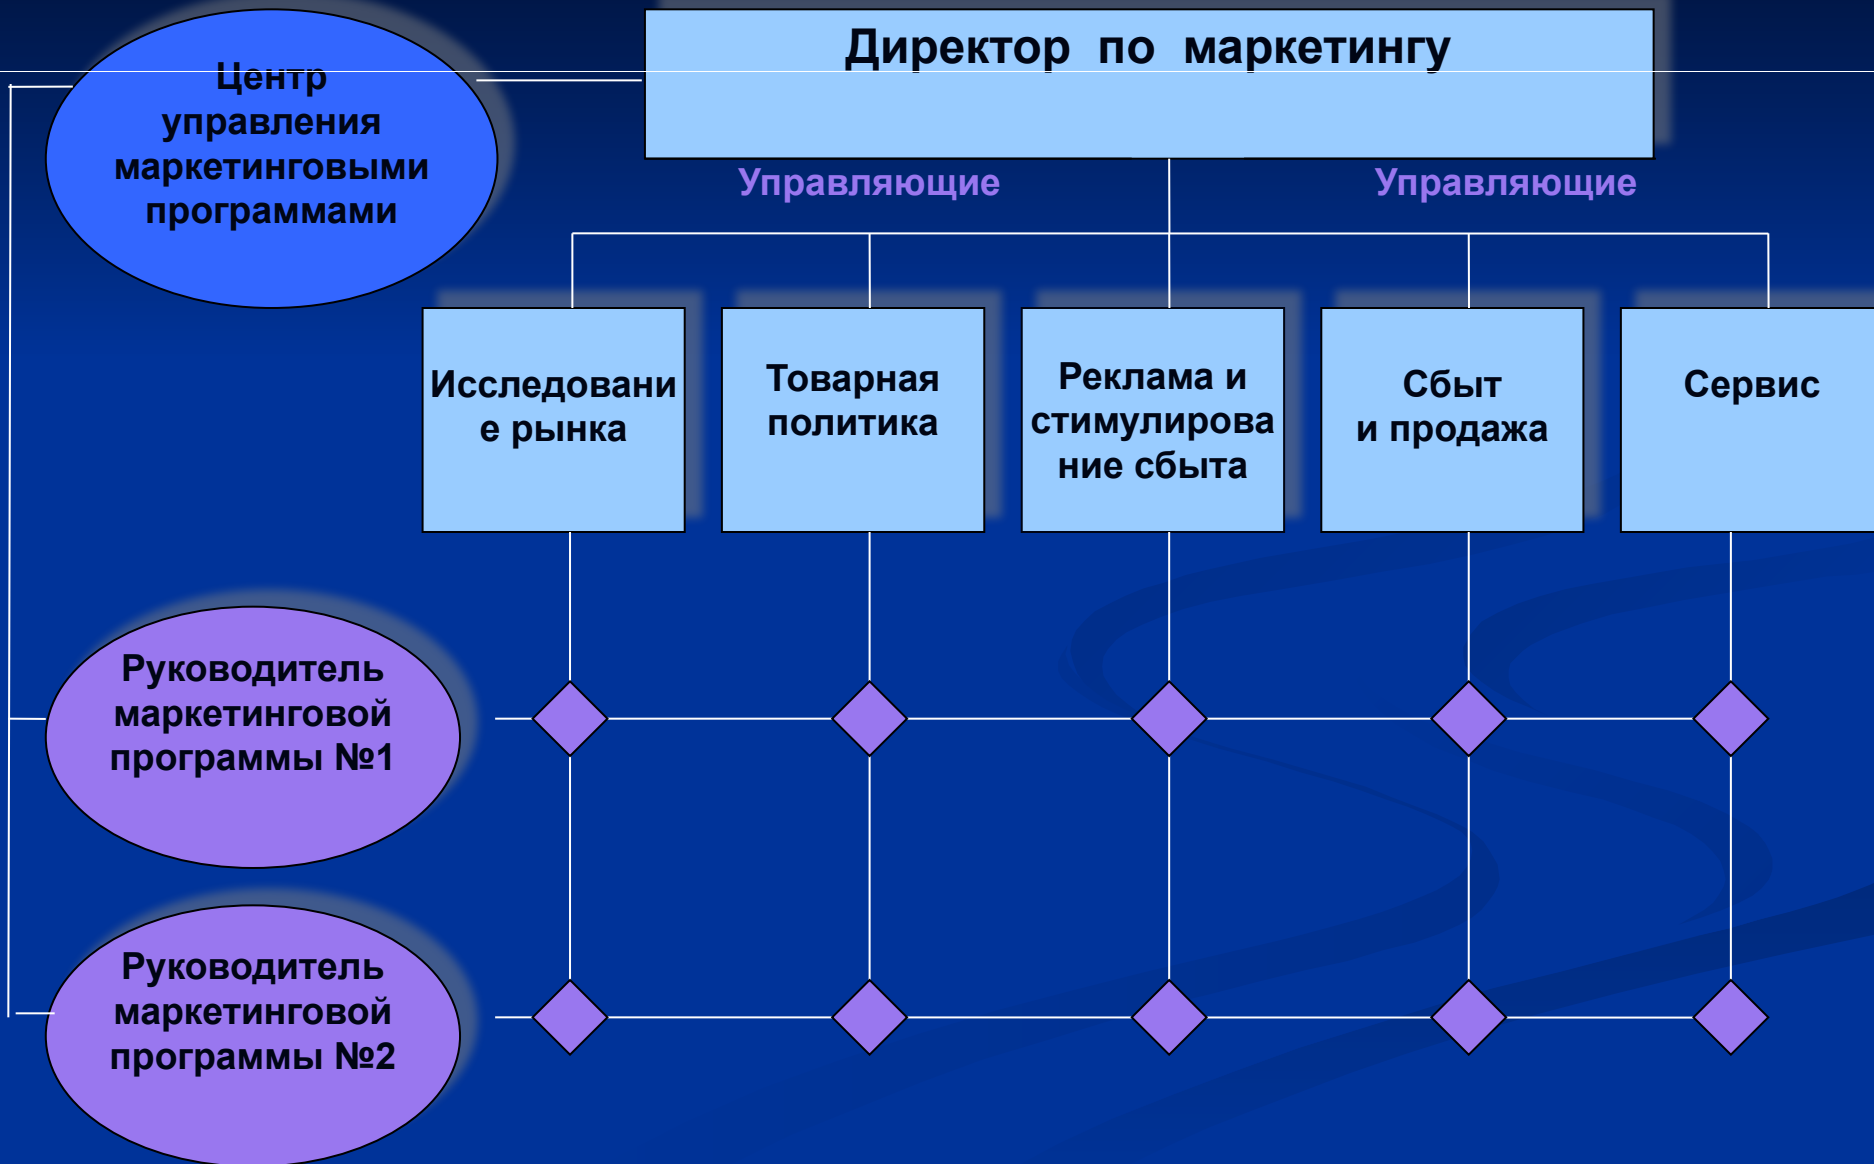 Директор по маркетингу
Центр
управления
маркетинговыми
программами
Управляющие
Управляющие
Исследовани
е рынка
Товарная
политика
Реклама и
стимулирова
ние сбыта
Сбыт
и продажа
Сервис
Руководитель
маркетинговой
программы №1
Руководитель
маркетинговой
программы №2